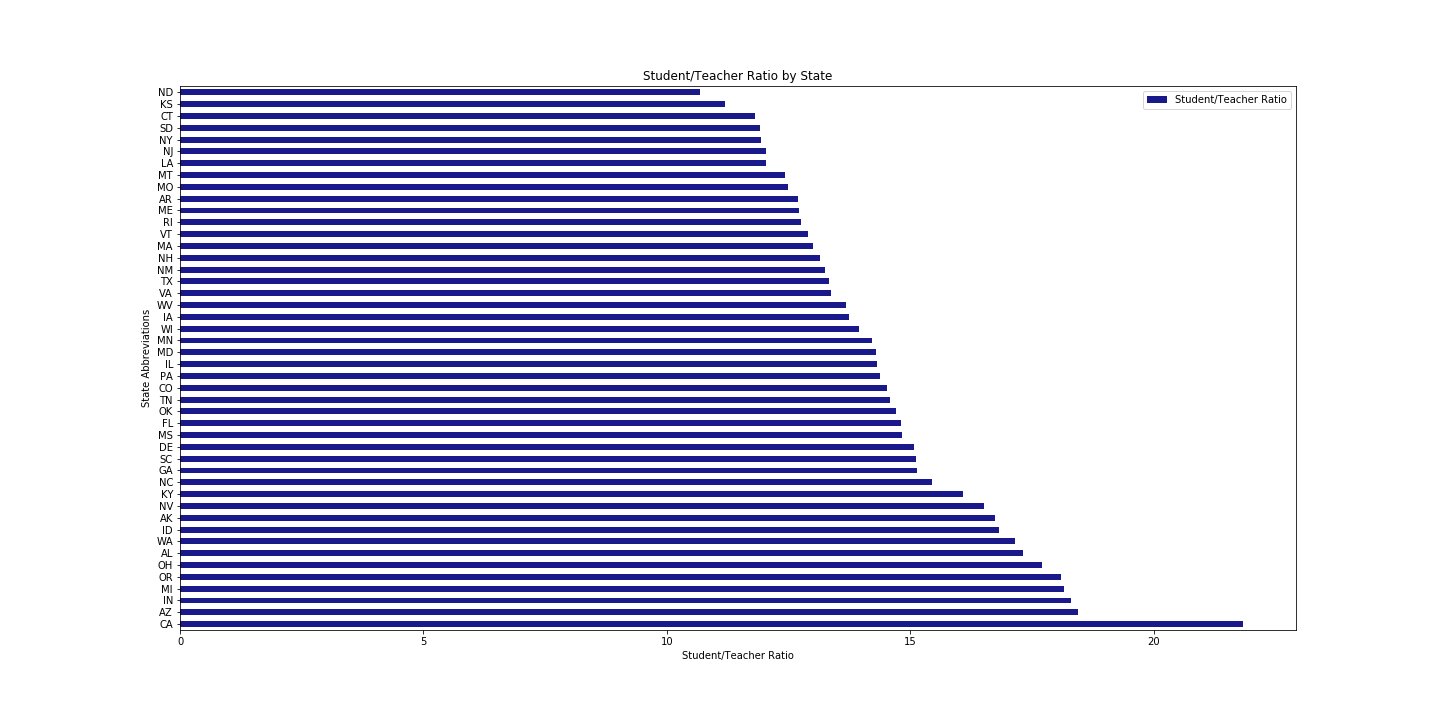 Student/Teacher Ratio by State
Student/Teacher Ratio
State Abbreviations
ND
KS
CT
SD
NY
NJ
LA
MT
MO
AR
ME
RI
VT
MA
NH
NM
TX
VA
WV
IA
WI
MN
MD
IL
PA
CO
TN
OK
FL
MS
DE
SC
GA
NC
KY
NV
AK
ID
WA
AL
OH
OR
MI
IN
AZ
CA
0 5 10 15 20
Student/Teacher Ratio